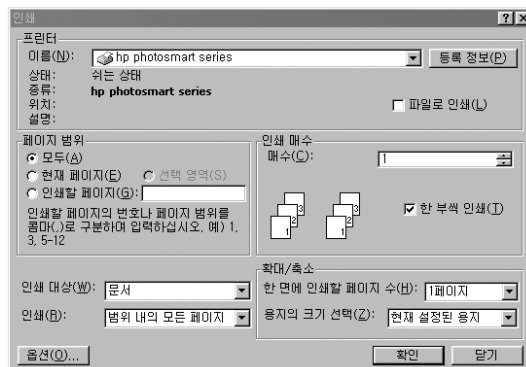 인쇄
프린터
이름(N): hp photosmart series 등록 정보(P)
상태: 쉬는 상태
종류: hp photosmart series
위치:
설명:
파일로 인쇄(L)
페이지 범위
모두(A)
현재 페이지(E) 선택 영역(S)
인쇄할 페이지(G):
인쇄할 페이지의 번호나 페이지 범위를
콤마(,)로 구분하며 입력하십시오. 예) 1,
3, 5-12
인쇄 매수
매수(C): 1
1 2 3 1 2 3
한 부씩 인쇄(T)
인쇄 대상(W): 문서
인쇄(R): 범위 내의 모든 페이지
확대/축소
한 면에 인쇄할 페이지 수(H): 1페이지
용지의 크기 선택(Z): 현재 설정된 용지
옵션(O)... 확인 닫기